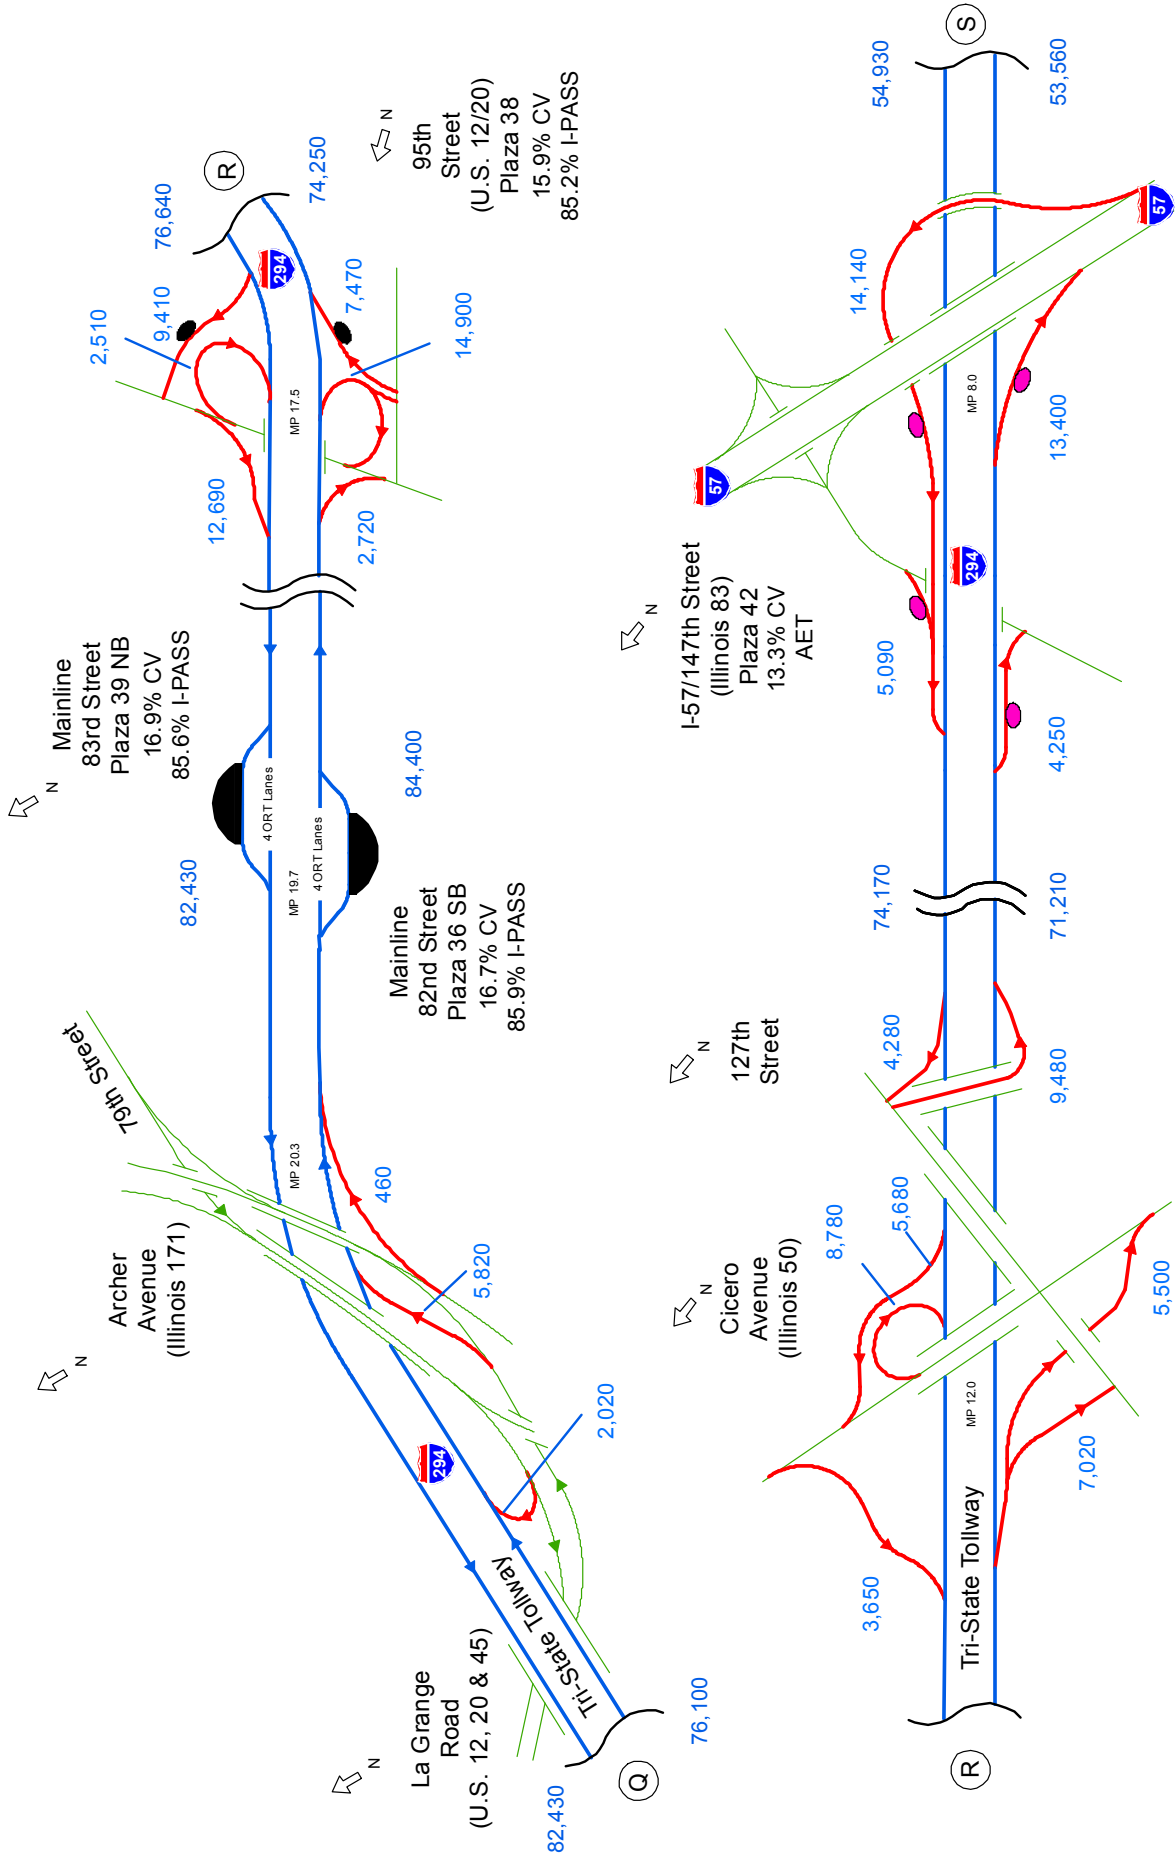 La Grange
Road
(U.S. 12, 20 & 45)
N
82,430
Q
76,100
Tri-State Tollway
294
2,020
5,820
460
Archer
Avenue
(Illinois 171)
N
79th Street
MP 20.3
Mainline
82nd Street
Plaza 36 SB
16.7% CV
85.9% I-PASS
84,400
MP 19.7
4 ORT Lanes
4 ORT Lanes
82,430
Mainline
83rd Street
Plaza 39 NB
16.9% CV
85.6% I-PASS
N
12,690
2,720
MP 17.5
2,510
9,410
76,640
14,900
7,470
294
74,250
R
95th
Street
(U.S. 12/20)
Plaza 38
15.9% CV
85.2% I-PASS
N
R
Tri-State Tollway
3,650
7,020
MP 12.0
5,500
8,780
5,680
Cicero
Avenue
(Illinois 50)
N
127th
Street
N
4,280
9,480
74,170
71,210
4,250
5,090
I-57/147th Street
(Illinois 83)
Plaza 42
13.3% CV
AET
N
294
57
MP 8.0
13,400
14,140
57
54,930
53,560
S